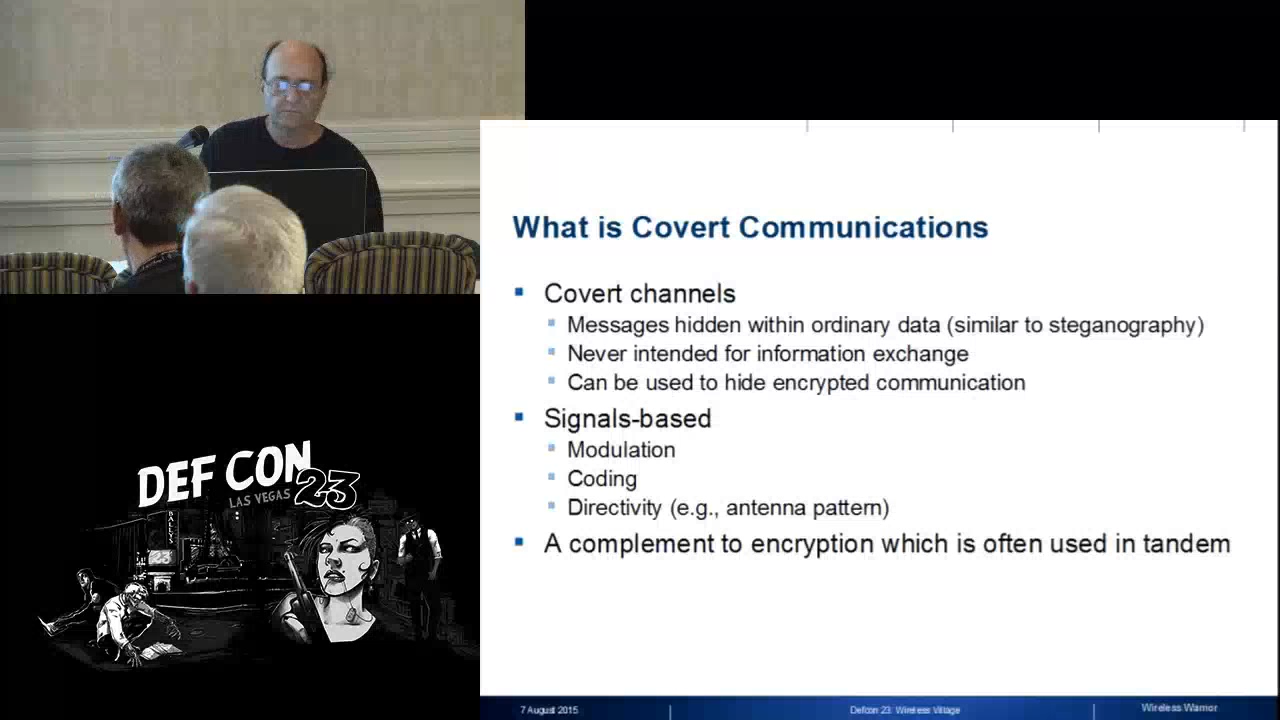 What is Covert Communications
Covert channels
Messages hidden within ordinary data (similar to steganography)
Never intended for information exchange
Can be used to hide encrypted communication
Signals-based
Modulation
Coding
Directivity (e.g., antenna pattern)
A complement to encryption which is often used in tandem
7 August 2015
Defcon 23: Wireless Village
Wireless Warrior
DEF CON
LAS VEGAS 23
BALLY'S